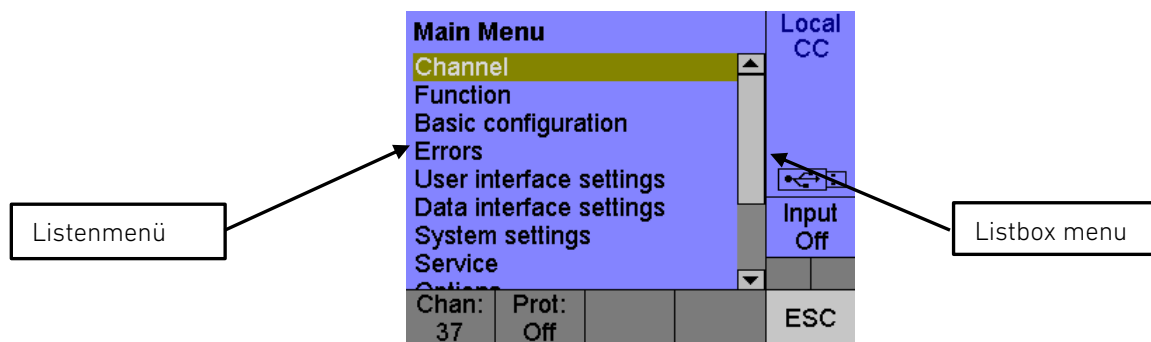 Main Menu
Channel
Function
Basic configuration
Errors
User interface settings
Data interface settings
System settings
Service
Options
Chan:
37
Prot:
Off
Local
CC
Input
Off
ESC
Listenmenü
Listbox menu